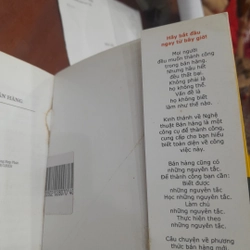 ÁN HÀNG
Hãy bắt đầu
ngay từ bây giờ!
Mọi người
đều muốn thành công
trong bán hàng
Nhưng hầu hết
đều thất bại.
Không phải là
họ không thể.
Vấn đề là
họ không biết
làm như thế nào.
Kinh thánh về Nghệ
thuật Bán hàng là một
công cụ để thành công,
cung cấp cho bạn hiểu
biết toàn diện về công
việc này.
Bán hàng cũng có
những nguyên tắc.
Để thành công bạn cần:
Biết được
những nguyên tắc
Học những nguyên tắc.
Làm chủ
những nguyên tắc.
Thực hiện theo
những nguyên tắc.
Câu chuyện về phương
thức bán hàng mới